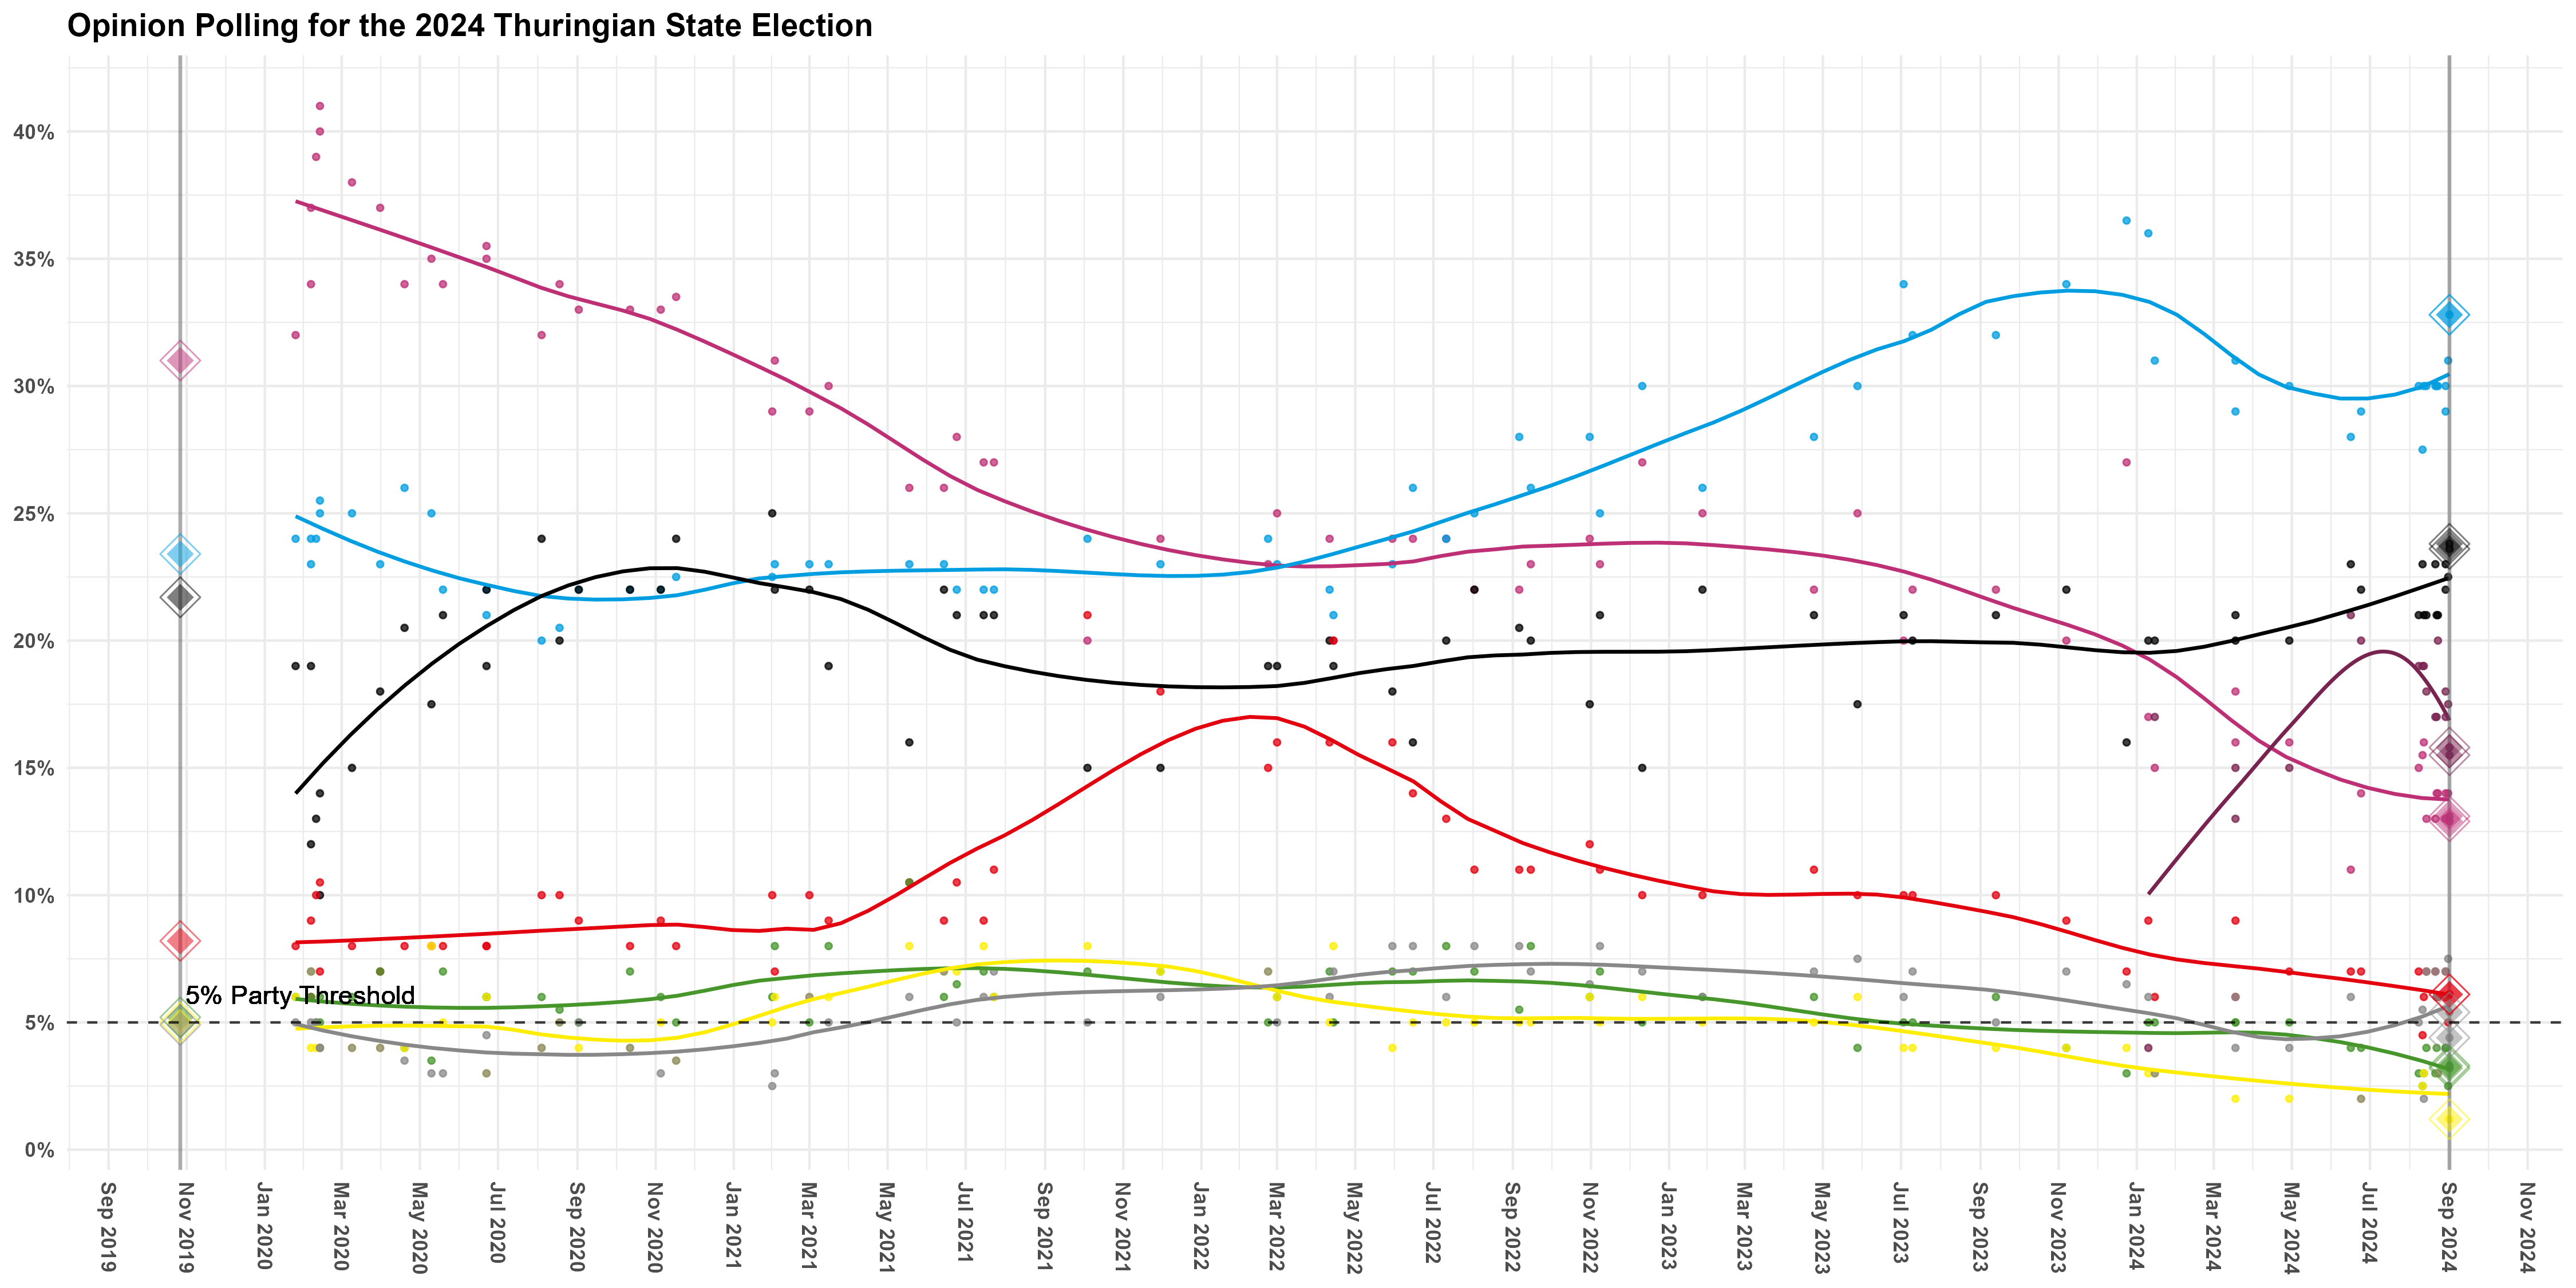 Opinion Polling for the 2024 Thuringian State Election
40%
35%
30%
25%
20%
15%
10%
5%
0%
5% Party Threshold
Sep 2019
Nov 2019
Jan 2020
Mar 2020
May 2020
Jul 2020
Sep 2020
Nov 2020
Jan 2021
Mar 2021
May 2021
Jul 2021
Sep 2021
Nov 2021
Jan 2022
Mar 2022
May 2022
Jul 2022
Sep 2022
Nov 2022
Jan 2023
Mar 2023
May 2023
Jul 2023
Sep 2023
Nov 2023
Jan 2024
Mar 2024
May 2024
Jul 2024
Sep 2024
Nov 2024